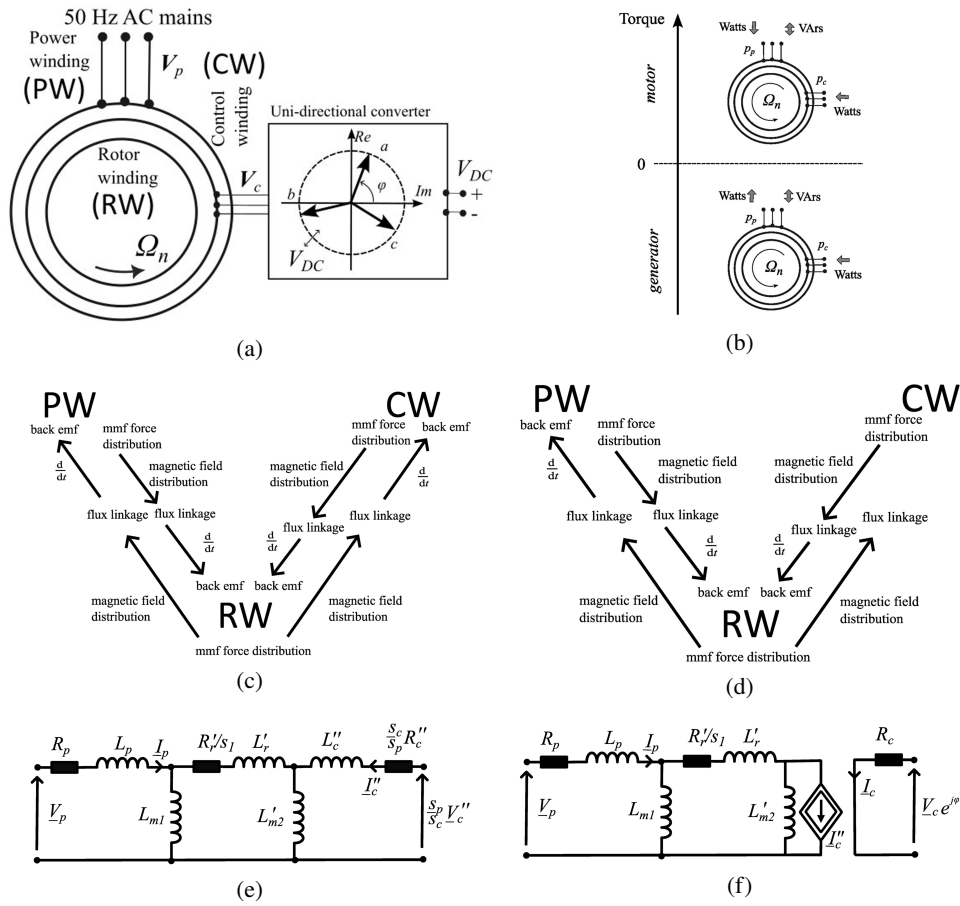 50 Hz AC mains
Power
winding
(PW)
V_p
(CW)
Control
winding
Rotor
winding
(RW)
Ω_n
V_c
Uni-directional converter
Re
a
φ
b
Im
c
V_DC
V_DC
+
-
(a)
Torque
motor
0
generator
Watts
VArs
p_p
p_c
Ω_n
Watts
Watts
VArs
p_p
p_c
Ω_n
Watts
(b)
PW
CW
back emf
mmf force
distribution
mmf force
distribution
back emf
d/dt
magnetic field
distribution
magnetic field
distribution
d/dt
flux linkage
flux linkage
flux linkage
flux linkage
d/dt
d/dt
back emf
back emf
RW
magnetic field
distribution
magnetic field
distribution
mmf force distribution
(c)
PW
CW
back emf
mmf force
distribution
mmf force
distribution
d/dt
magnetic field
distribution
magnetic field
distribution
flux linkage
flux linkage
flux linkage
flux linkage
d/dt
d/dt
back emf
back emf
RW
magnetic field
distribution
magnetic field
distribution
mmf force distribution
(d)
R_p
L_p
I_p
R'_r/s_1
L'_r
L''_c
s_c/s_p R''_c
I''_c
V_p
L_m1
L'_m2
s_p/s_c V''_c
(e)
R_p
L_p
I_p
R'_r/s_1
L'_r
R_c
V_p
L_m1
L'_m2
I''_c
I_c
V_c e^jφ
(f)